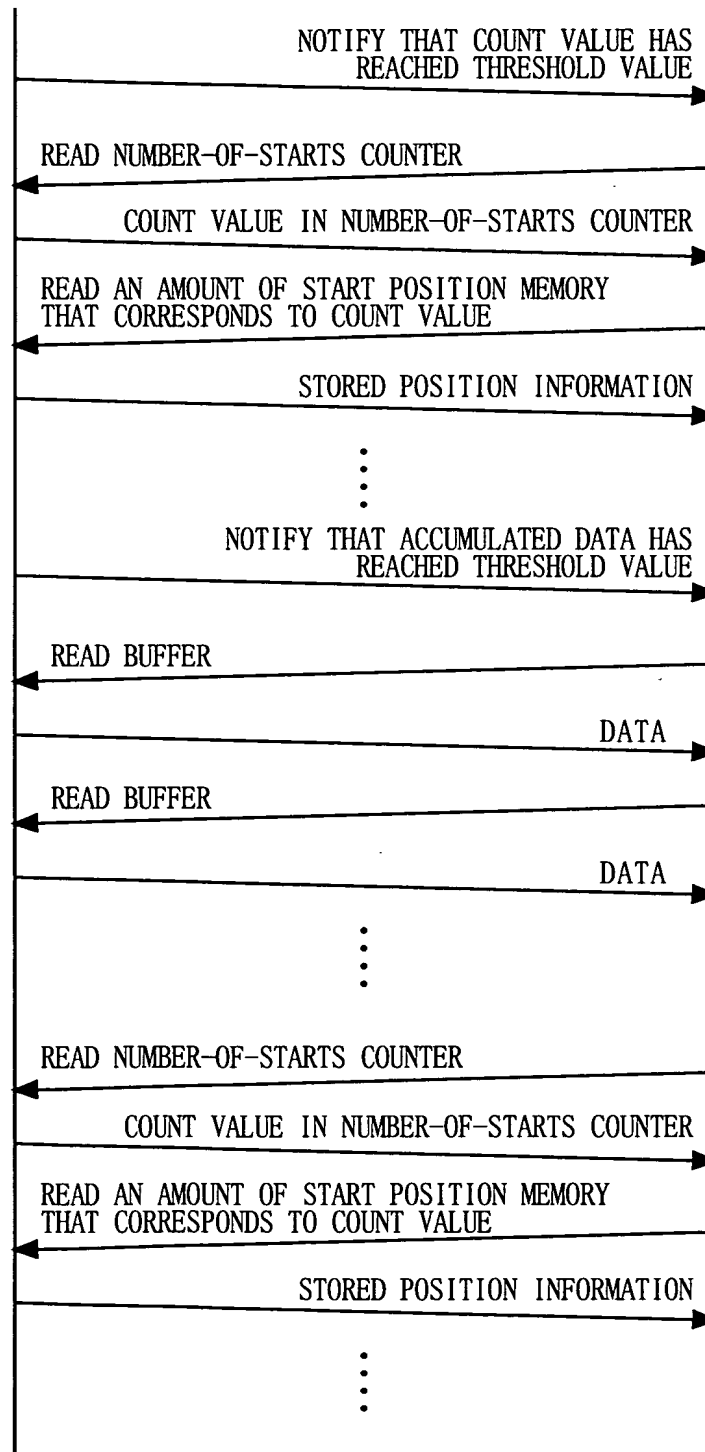 NOTIFY THAT COUNT VALUE HAS
REACHED THRESHOLD VALUE
READ NUMBER-OF-STARTS COUNTER
COUNT VALUE IN NUMBER-OF-STARTS COUNTER
READ AN AMOUNT OF START POSITION MEMORY
THAT CORRESPONDS TO COUNT VALUE
STORED POSITION INFORMATION
NOTIFY THAT ACCUMULATED DATA HAS
REACHED THRESHOLD VALUE
READ BUFFER
DATA
READ BUFFER
DATA
READ NUMBER-OF-STARTS COUNTER
COUNT VALUE IN NUMBER-OF-STARTS COUNTER
READ AN AMOUNT OF START POSITION MEMORY
THAT CORRESPONDS TO COUNT VALUE
STORED POSITION INFORMATION